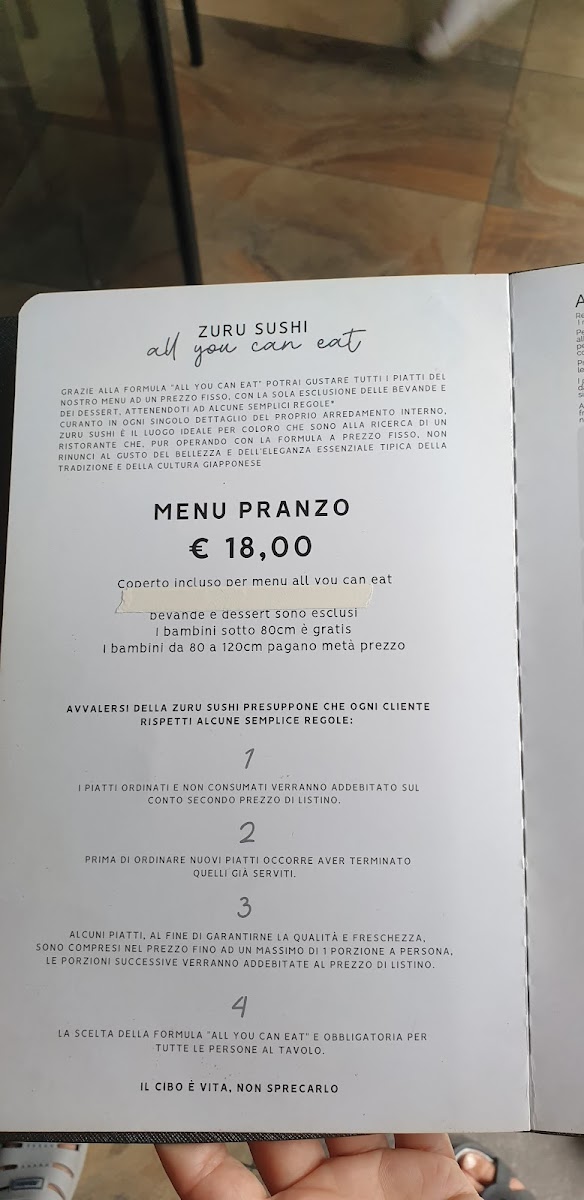 ZURU SUSHI
all you can eat
GRAZIE ALLA FORMULA "ALL YOU CAN EAT" POTRAI GUSTARE TUTTI I PIATTI DEL
NOSTRO MENU AD UN PREZZO FISSO, CON LA SOLA ESCLUSIONE DELLE BEVANDE E
DEI DESSERT, ATTENENDOTI AD ALCUNE SEMPLICI REGOLE*
CURANTO IN OGNI SINGOLO DETTAGLIO DEL PROPRIO ARREDAMENTO INTERNO,
ZURU SUSHI È IL LUOGO IDEALE PER COLORO CHE SONO ALLA RICERCA DI UN
RISTORANTE CHE, PUR OPERANDO CON LA FORMULA A PREZZO FISSO, NON
RINUNCI AL GUSTO DEL BELLEZZA E DELL'ELEGANZA ESSENZIALE TIPICA DELLA
TRADIZIONE E DELLA CULTURA GIAPPONESE
MENU PRANZO
€ 18,00
Coperto incluso per menu all you can eat
bevande e dessert sono esclusi
I bambini sotto 80cm è gratis
I bambini da 80 a 120cm pagano metà prezzo
AVVALERSI DELLA ZURU SUSHI PRESUPPONE CHE OGNI CLIENTE
RISPETTI ALCUNE SEMPLICE REGOLE:
1
I PIATTI ORDINATI E NON CONSUMATI VERRANNO ADDEBITATO SUL
CONTO SECONDO PREZZO DI LISTINO.
2
PRIMA DI ORDINARE NUOVI PIATTI OCCORRE AVER TERMINATO
QUELLI GIÀ SERVITI.
3
ALCUNI PIATTI, AL FINE DI GARANTIRNE LA QUALITÀ E FRESCHEZZA,
SONO COMPRESI NEL PREZZO FINO AD UN MASSIMO DI 1 PORZIONE A PERSONA,
LE PORZIONI SUCCESSIVE VERRANNO ADDEBITATE AL PREZZO DI LISTINO.
4
LA SCELTA DELLA FORMULA "ALL YOU CAN EAT" E OBBLIGATORIA PER
TUTTE LE PERSONE AL TAVOLO.
IL CIBO È VITA, NON SPRECARLO